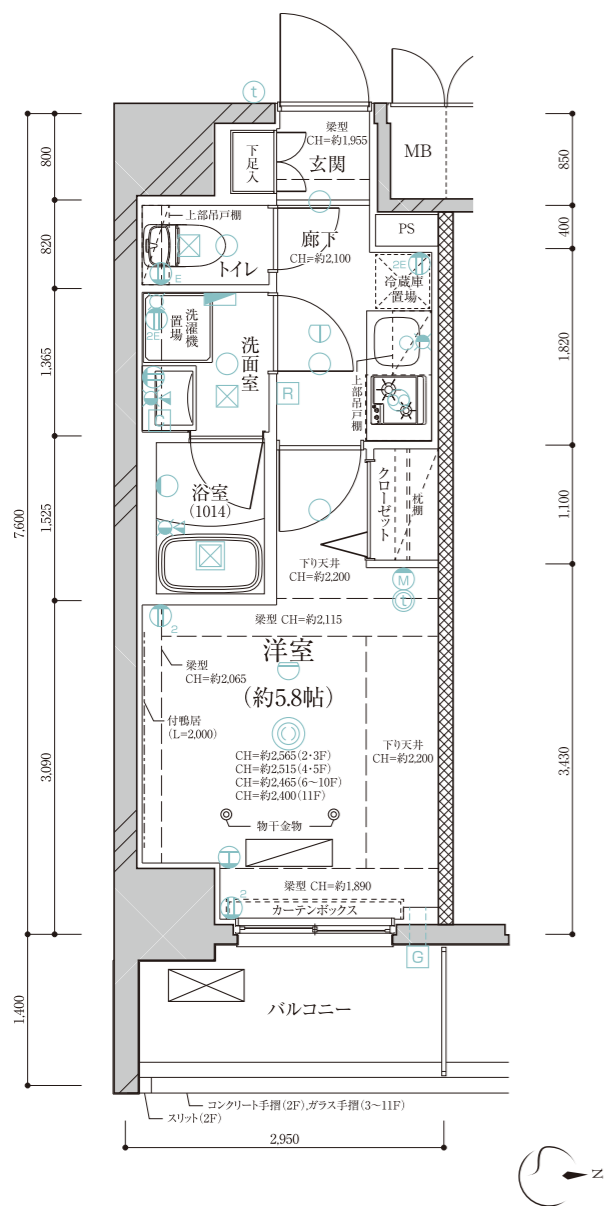 t
800
820
1,365
1,525
7,600
3,090
1,400
下足入
梁型
CH=約1,955
玄関
MB
850
400
1,820
1,100
3,430
上部吊戸棚
トイレ
E
廊下
CH=約2,100
PS
2E
冷蔵庫
置場
洗濯機
置場
2E
洗面室
R
上部吊戸棚
浴室
(1014)
クローゼット
枕棚
下り天井
CH=約2,200
M
t
2
梁型 CH=約2,115
洋室
(約5.8帖)
梁型
CH=約2,065
付鴨居
(L=2,000)
下り天井
CH=約2,200
CH=約2,565(2・3F)
CH=約2,515(4・5F)
CH=約2,465(6〜10F)
CH=約2,400(11F)
物干金物
梁型 CH=約1,890
2
カーテンボックス
G
バルコニー
コンクリート手摺(2F),ガラス手摺(3〜11F)
スリット(2F)
2,950
N